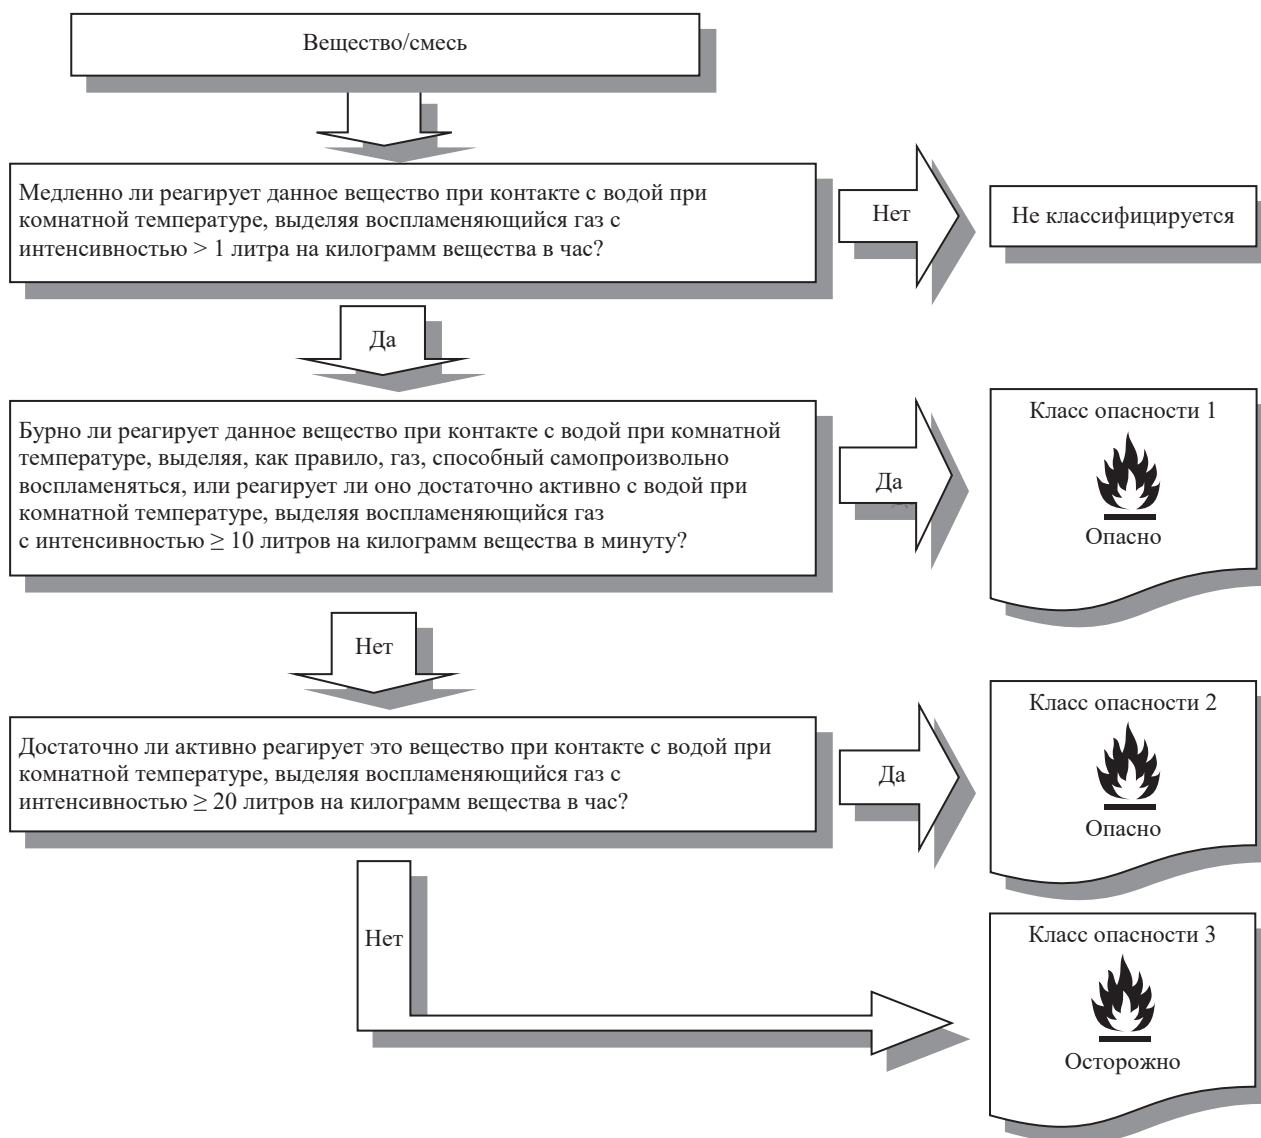 Вещество/смесь
Медленно ли реагирует данное вещество при контакте с водой при
комнатной температуре, выделяя воспламеняющийся газ с
интенсивностью > 1 литра на килограмм вещества в час?
Нет
Не классифицируется
Да
Бурно ли реагирует данное вещество при контакте с водой при комнатной
температуре, выделяя, как правило, газ, способный самопроизвольно
воспламеняться, или реагирует ли оно достаточно активно с водой при
комнатной температуре, выделяя воспламеняющийся газ
с интенсивностью ≥ 10 литров на килограмм вещества в минуту?
Да
Класс опасности 1
Опасно
Нет
Достаточно ли активно реагирует это вещество при контакте с водой при
комнатной температуре, выделяя воспламеняющийся газ с
интенсивностью ≥ 20 литров на килограмм вещества в час?
Да
Класс опасности 2
Опасно
Нет
Класс опасности 3
Осторожно